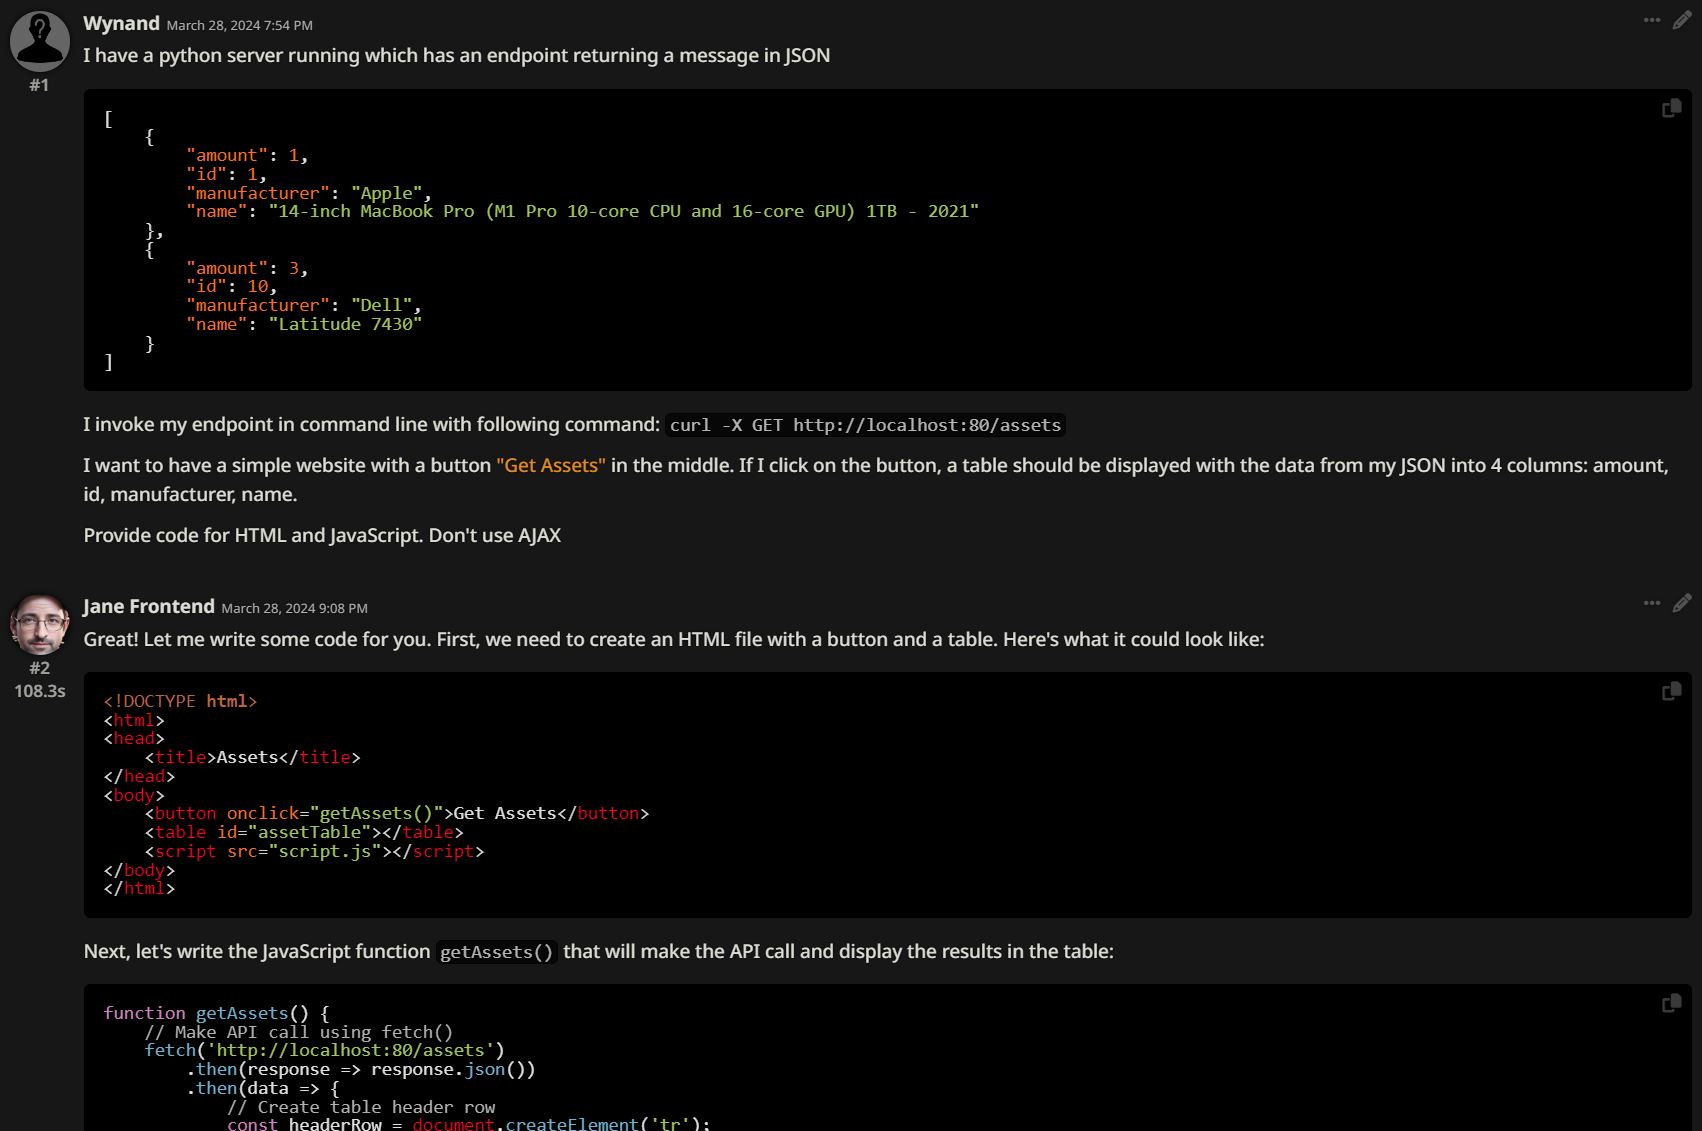 Wynand March 28, 2024 7:54 PM
I have a python server running which has an endpoint returning a message in JSON
#1
[
    {
        "amount": 1,
        "id": 1,
        "manufacturer": "Apple",
        "name": "14-inch MacBook Pro (M1 Pro 10-core CPU and 16-core GPU) 1TB - 2021"
    },
    {
        "amount": 3,
        "id": 10,
        "manufacturer": "Dell",
        "name": "Latitude 7430"
    }
]
I invoke my endpoint in command line with following command: curl -X GET http://localhost:80/assets
I want to have a simple website with a button "Get Assets" in the middle. If I click on the button, a table should be displayed with the data from my JSON into 4 columns: amount,
id, manufacturer, name.
Provide code for HTML and JavaScript. Don't use AJAX
Jane Frontend March 28, 2024 9:08 PM
Great! Let me write some code for you. First, we need to create an HTML file with a button and a table. Here's what it could look like:
#2
108.3s
<!DOCTYPE html>
<html>
<head>
    <title>Assets</title>
</head>
<body>
    <button onclick="getAssets()">Get Assets</button>
    <table id="assetTable"></table>
    <script src="script.js"></script>
</body>
</html>
Next, let's write the JavaScript function getAssets() that will make the API call and display the results in the table:
function getAssets() {
    // Make API call using fetch()
    fetch('http://localhost:80/assets')
        .then(response => response.json())
        .then(data => {
            // Create table header row
            const headerRow = document.createElement('tr');